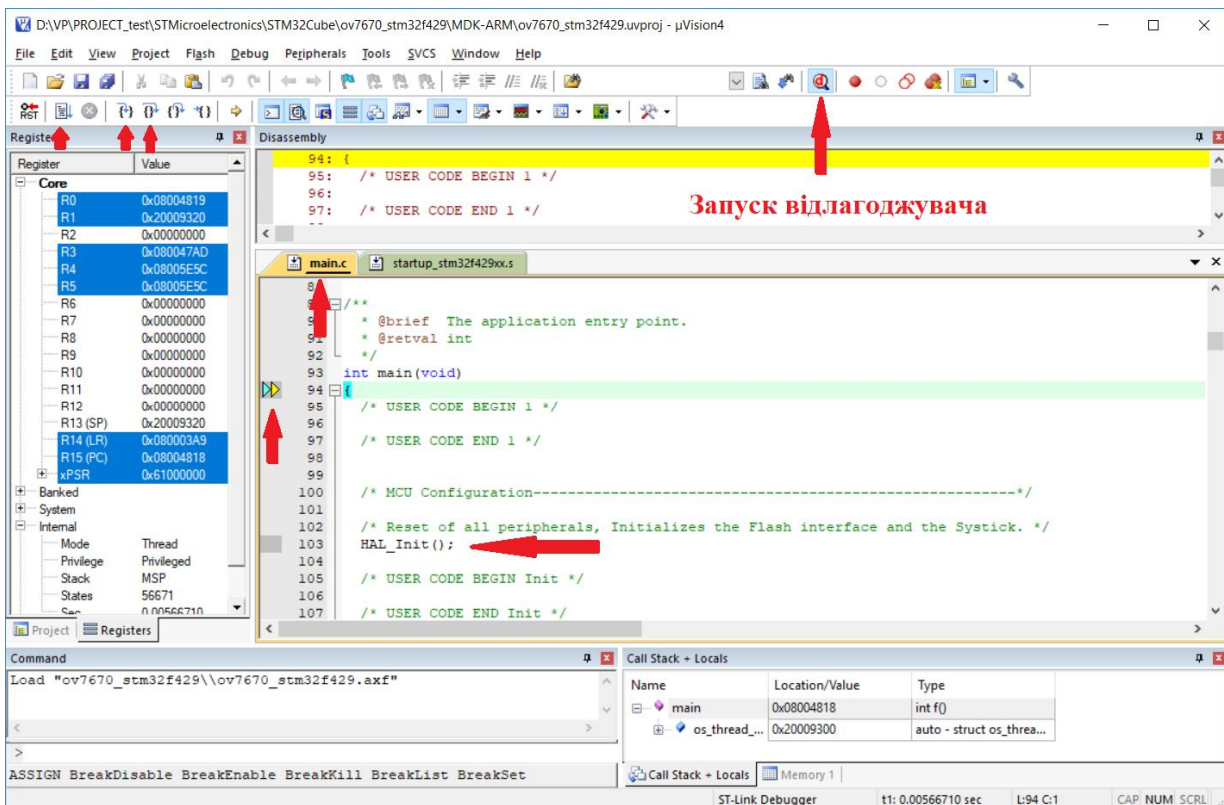 D:\VP\PROJECT_test\STMicroelectronics\STM32Cube\ov7670_stm32f429\MDK-ARM\ov7670_stm32f429.uvproj - µVision4
File Edit View Project Flash Debug Peripherals Tools SVCS Window Help
RST
Disassembly
94: {
95: /* USER CODE BEGIN 1 */
96:
97: /* USER CODE END 1 */
Запуск відлагоджувача
Register Value
Core
R0 0x08004819
R1 0x20009320
R2 0x00000000
R3 0x080047AD
R4 0x08005E5C
R5 0x08005E5C
R6 0x00000000
R7 0x00000000
R8 0x00000000
R9 0x00000000
R10 0x00000000
R11 0x00000000
R12 0x00000000
R13 (SP) 0x20009320
R14 (LR) 0x080003A9
R15 (PC) 0x08004818
xPSR 0x61000000
Banked
System
Internal
Mode Thread
Privilege Privileged
Stack MSP
States 56671
Sec 0.00566710
Project Registers
main.c startup_stm32f429xx.s
/**
* @brief The application entry point.
91 * @retval int
92 */
93 int main(void)
94 {
95 /* USER CODE BEGIN 1 */
96
97 /* USER CODE END 1 */
98
99
100 /* MCU Configuration----------------------------------------------------------*/
101
102 /* Reset of all peripherals, Initializes the Flash interface and the Systick. */
103 HAL_Init();
104
105 /* USER CODE BEGIN Init */
106
107 /* USER CODE END Init */
Command
Load "ov7670_stm32f429\\ov7670_stm32f429.axf"
>
ASSIGN BreakDisable BreakEnable BreakKill BreakList BreakSet
Call Stack + Locals
Name Location/Value Type
main 0x08004818 int f()
os_thread_... 0x20009300 auto - struct os_threa...
Call Stack + Locals Memory 1
ST-Link Debugger t1: 0.00566710 sec L:94 C:1 CAP NUM SCRL